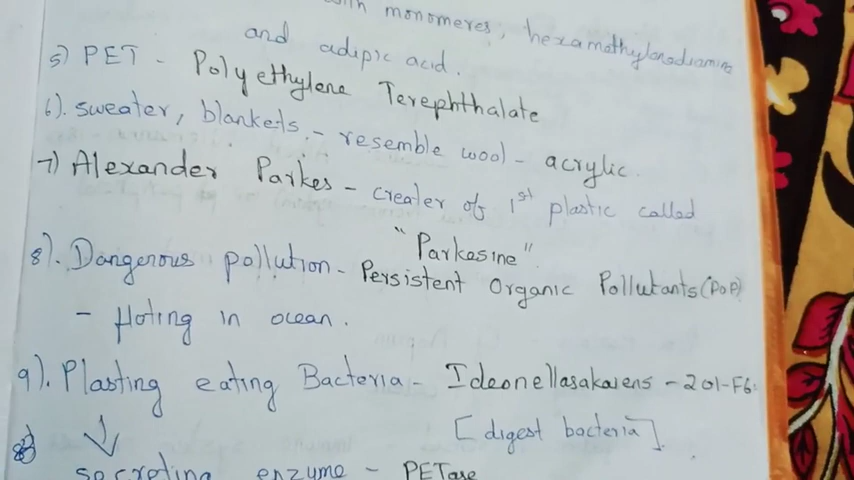 with monomeres, hexamethylenediamine
and adipic acid.
5) PET - Polyethylene Terephthalate
6). sweater, blankets. - resemble wool - acrylic.
7) Alexander Parkes - creater of 1st plastic called
"Parkesine"
8). Dangerous pollution - Persistent Organic Pollutants (POP)
- floting in ocean.
9). Plasting eating Bacteria - Ideonellasakaiens - 201-F6.
[digest bacteria].
secreting enzyme - PETase